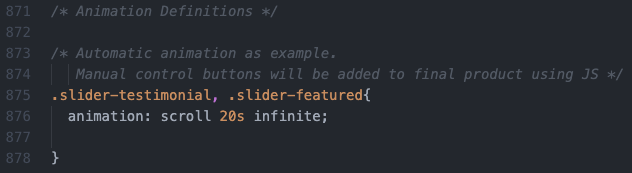 871 /* Animation Definitions */
872
873 /* Automatic animation as example.
874 Manual control buttons will be added to final product using JS */
875 .slider-testimonial, .slider-featured{
876 animation: scroll 20s infinite;
877
878 }